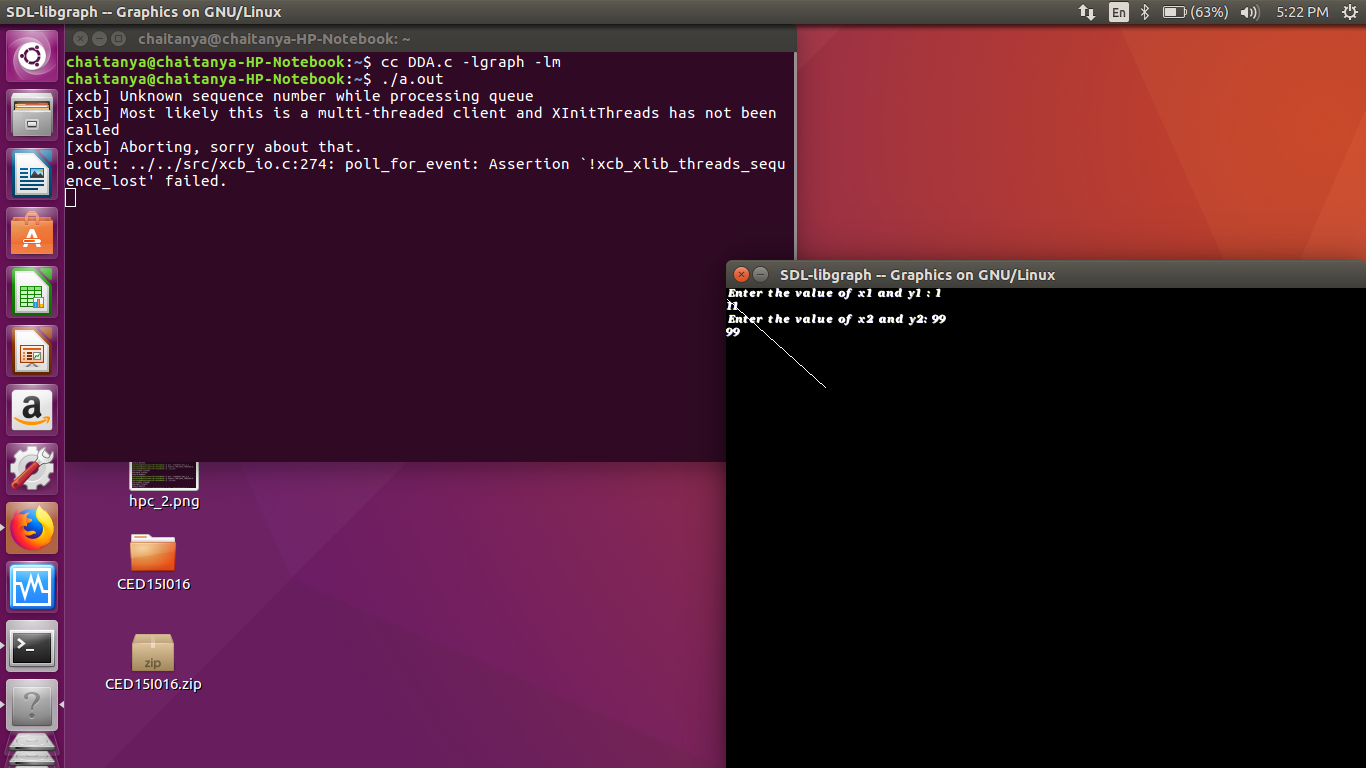 SDL-libgraph -- Graphics on GNU/Linux
En
(63%)
5:22 PM
chaitanya@chaitanya-HP-Notebook: ~
chaitanya@chaitanya-HP-Notebook:~$ cc DDA.c -lgraph -lm
chaitanya@chaitanya-HP-Notebook:~$ ./a.out
[xcb] Unknown sequence number while processing queue
[xcb] Most likely this is a multi-threaded client and XInitThreads has not been
called
[xcb] Aborting, sorry about that.
a.out: ../../src/xcb_io.c:274: poll_for_event: Assertion `!xcb_xlib_threads_sequ
ence_lost' failed.
SDL-libgraph -- Graphics on GNU/Linux
Enter the value of x1 and y1 : 1
11
Enter the value of x2 and y2: 99
99
hpc_2.png
CED15I016
zip
CED15I016.zip